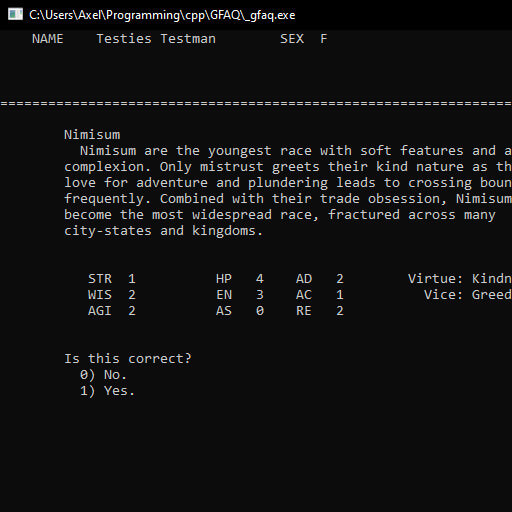 C:\Users\Axel\Programming\cpp\GFAQ\_gfaq.exe
NAME Testies Testman SEX F
================================================================
Nimisum
Nimisum are the youngest race with soft features and a
complexion. Only mistrust greets their kind nature as th
love for adventure and plundering leads to crossing boun
frequently. Combined with their trade obsession, Nimisum
become the most widespread race, fractured across many
city-states and kingdoms.
STR 1 HP 4 AD 2 Virtue: Kindn
WIS 2 EN 3 AC 1 Vice: Greed
AGI 2 AS 0 RE 2
Is this correct?
0) No.
1) Yes.